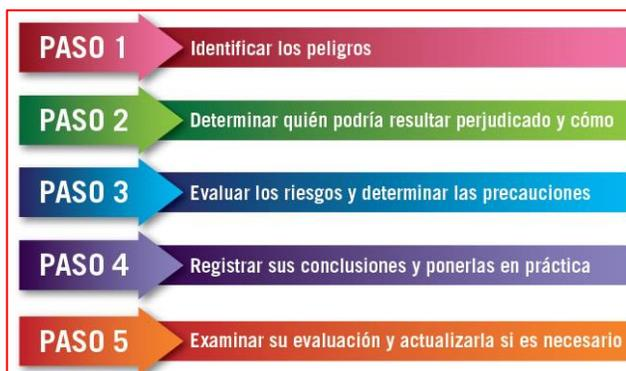 PASO 1 Identificar los peligros
PASO 2 Determinar quién podría resultar perjudicado y cómo
PASO 3 Evaluar los riesgos y determinar las precauciones
PASO 4 Registrar sus conclusiones y ponerlas en práctica
PASO 5 Examinar su evaluación y actualizarla si es necesario